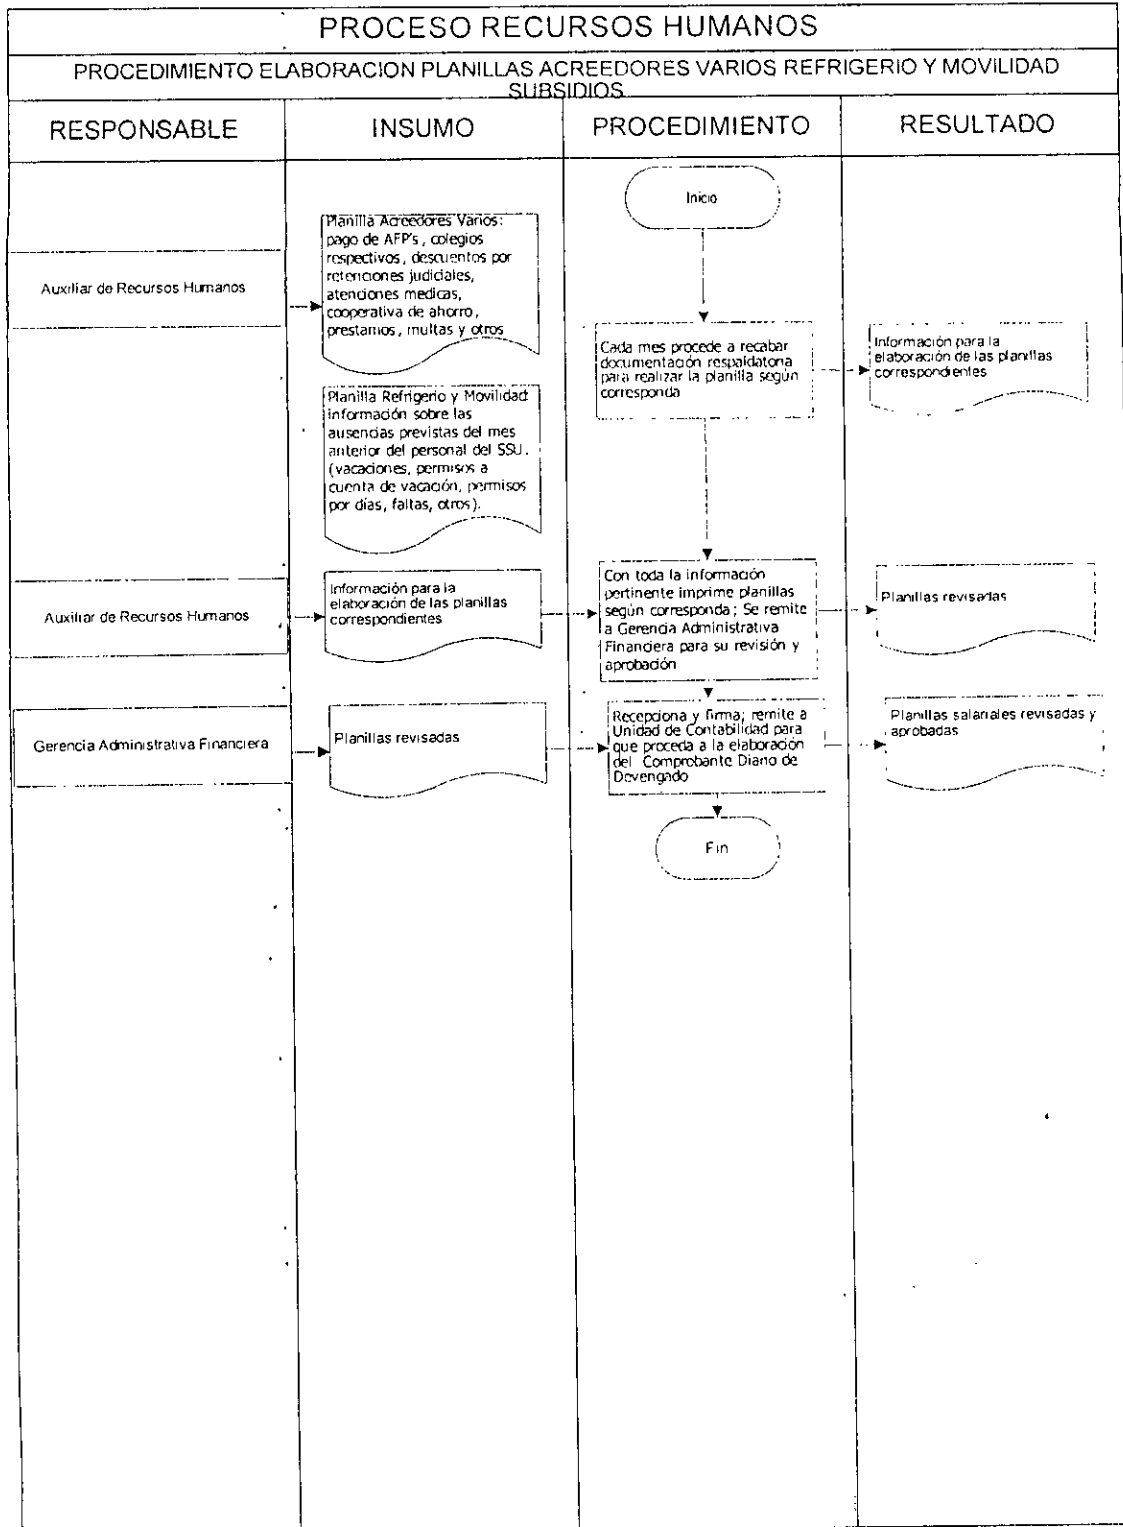 PROCESO RECURSOS HUMANOS
PROCEDIMIENTO ELABORACION PLANILLAS ACREEDORES VARIOS REFRIGERIO Y MOVILIDAD
SUBSIDIOS
RESPONSABLE
INSUMO
PROCEDIMIENTO
RESULTADO
Inicio
Auxiliar de Recursos Humanos
Planilla Acreedores Varios:
pago de AFP's, colegios
respectivos, descuentos por
retenciones judiciales,
atenciones medicas,
cooperativa de ahorro,
prestamos, multas y otros
Planilla Refrigerio y Movilidad
información sobre las
ausencias previstas del mes
anterior del personal del SSU.
(vacaciones, permisos a
cuenta de vacación, permisos
por días, faltas, otros).
Cada mes procede a recabar
documentación respaldatoria
para realizar la planilla según
corresponda
Información para la
elaboración de las planillas
correspondientes
Auxiliar de Recursos Humanos
Información para la
elaboración de las planillas
correspondientes
Con toda la información
pertinente imprime planillas
según corresponda; Se remite
a Gerencia Administrativa
Financiera para su revisión y
aprobación
Planillas revisadas
Gerencia Administrativa Financiera
Planillas revisadas
Recepciona y firma; remite a
Unidad de Contabilidad para
que proceda a la elaboración
del Comprobante Diario de
Devengado
Planillas salariales revisadas y
aprobadas
Fin